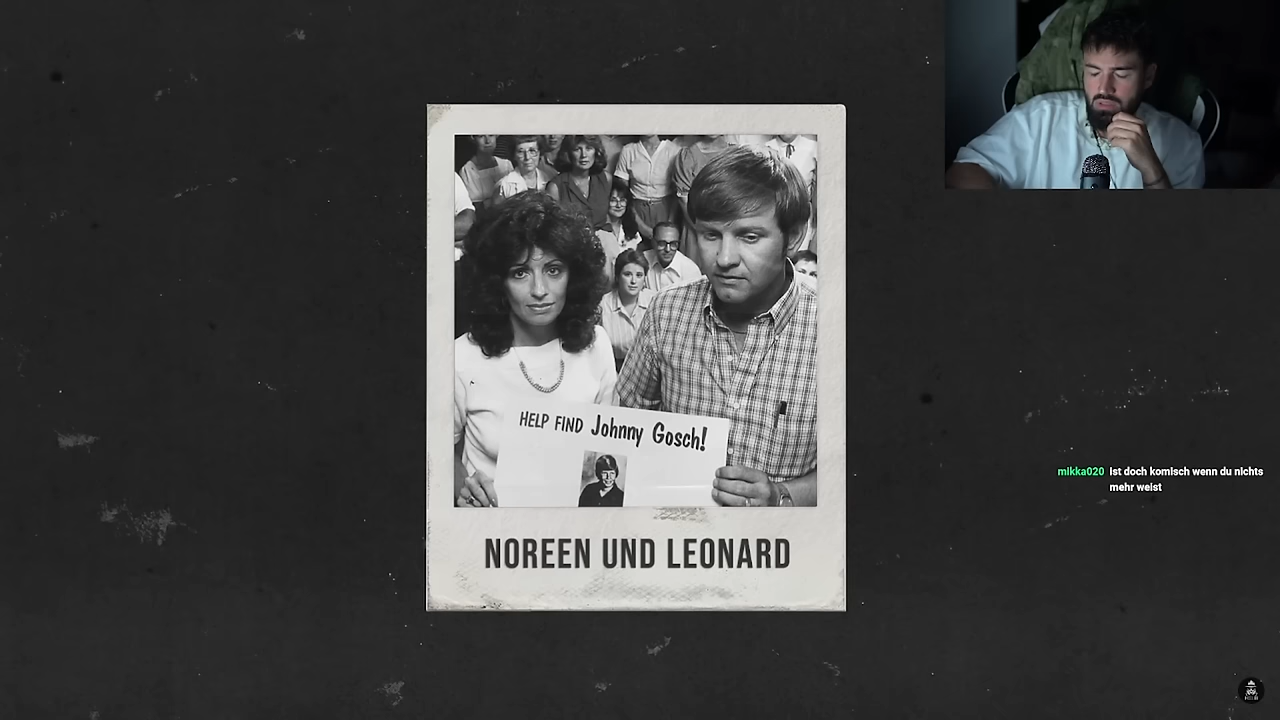 HELP FIND Johnny Gosch!
NOREEN UND LEONARD
mikka020 Ist doch komisch wenn du nichts
mehr weist